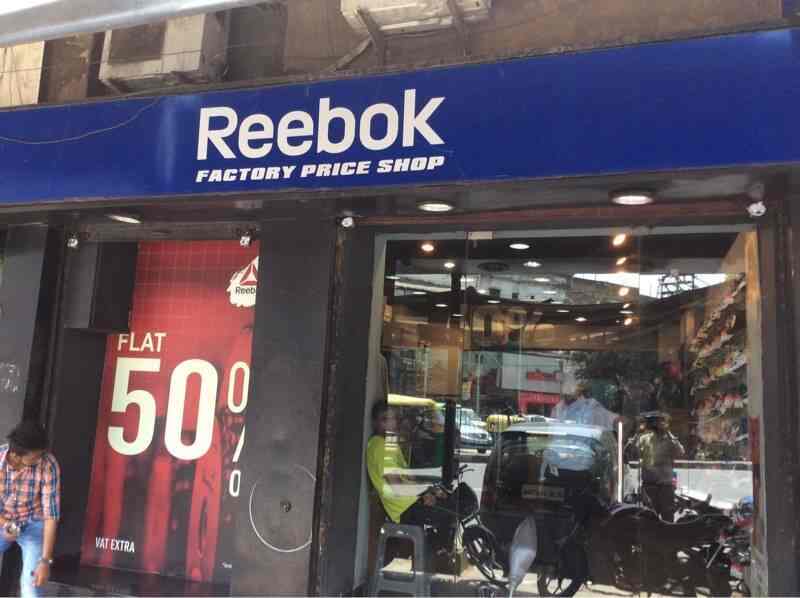 Reebok
FACTORY PRICE SHOP
Reebok
FLAT
50%
VAT EXTRA